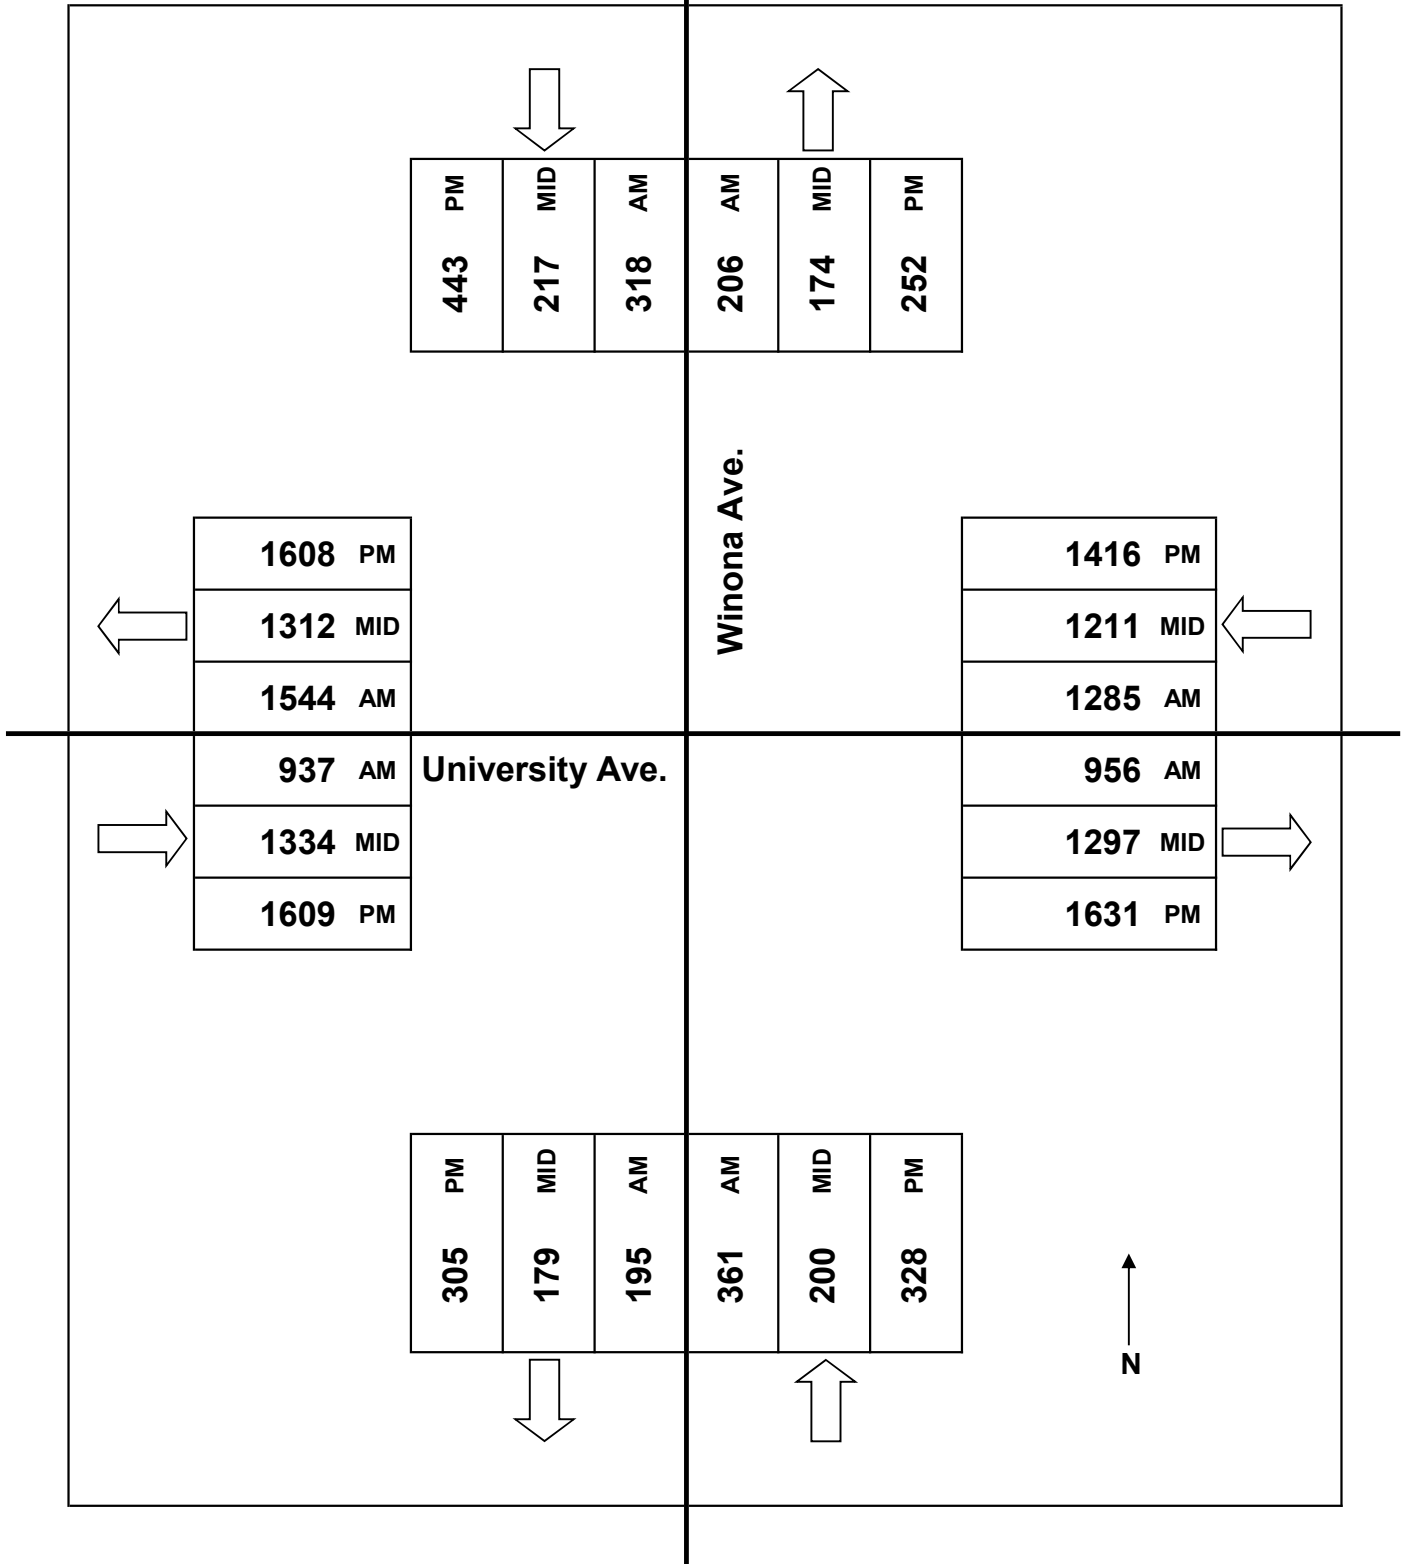 PM MID AM AM MID PM
443 217 318 206 174 252
Winona Ave.
1608 PM
1312 MID
1544 AM
1416 PM
1211 MID
1285 AM
937 AM
1334 MID
1609 PM
University Ave.
956 AM
1297 MID
1631 PM
PM MID AM AM MID PM
305 179 195 361 200 328
N